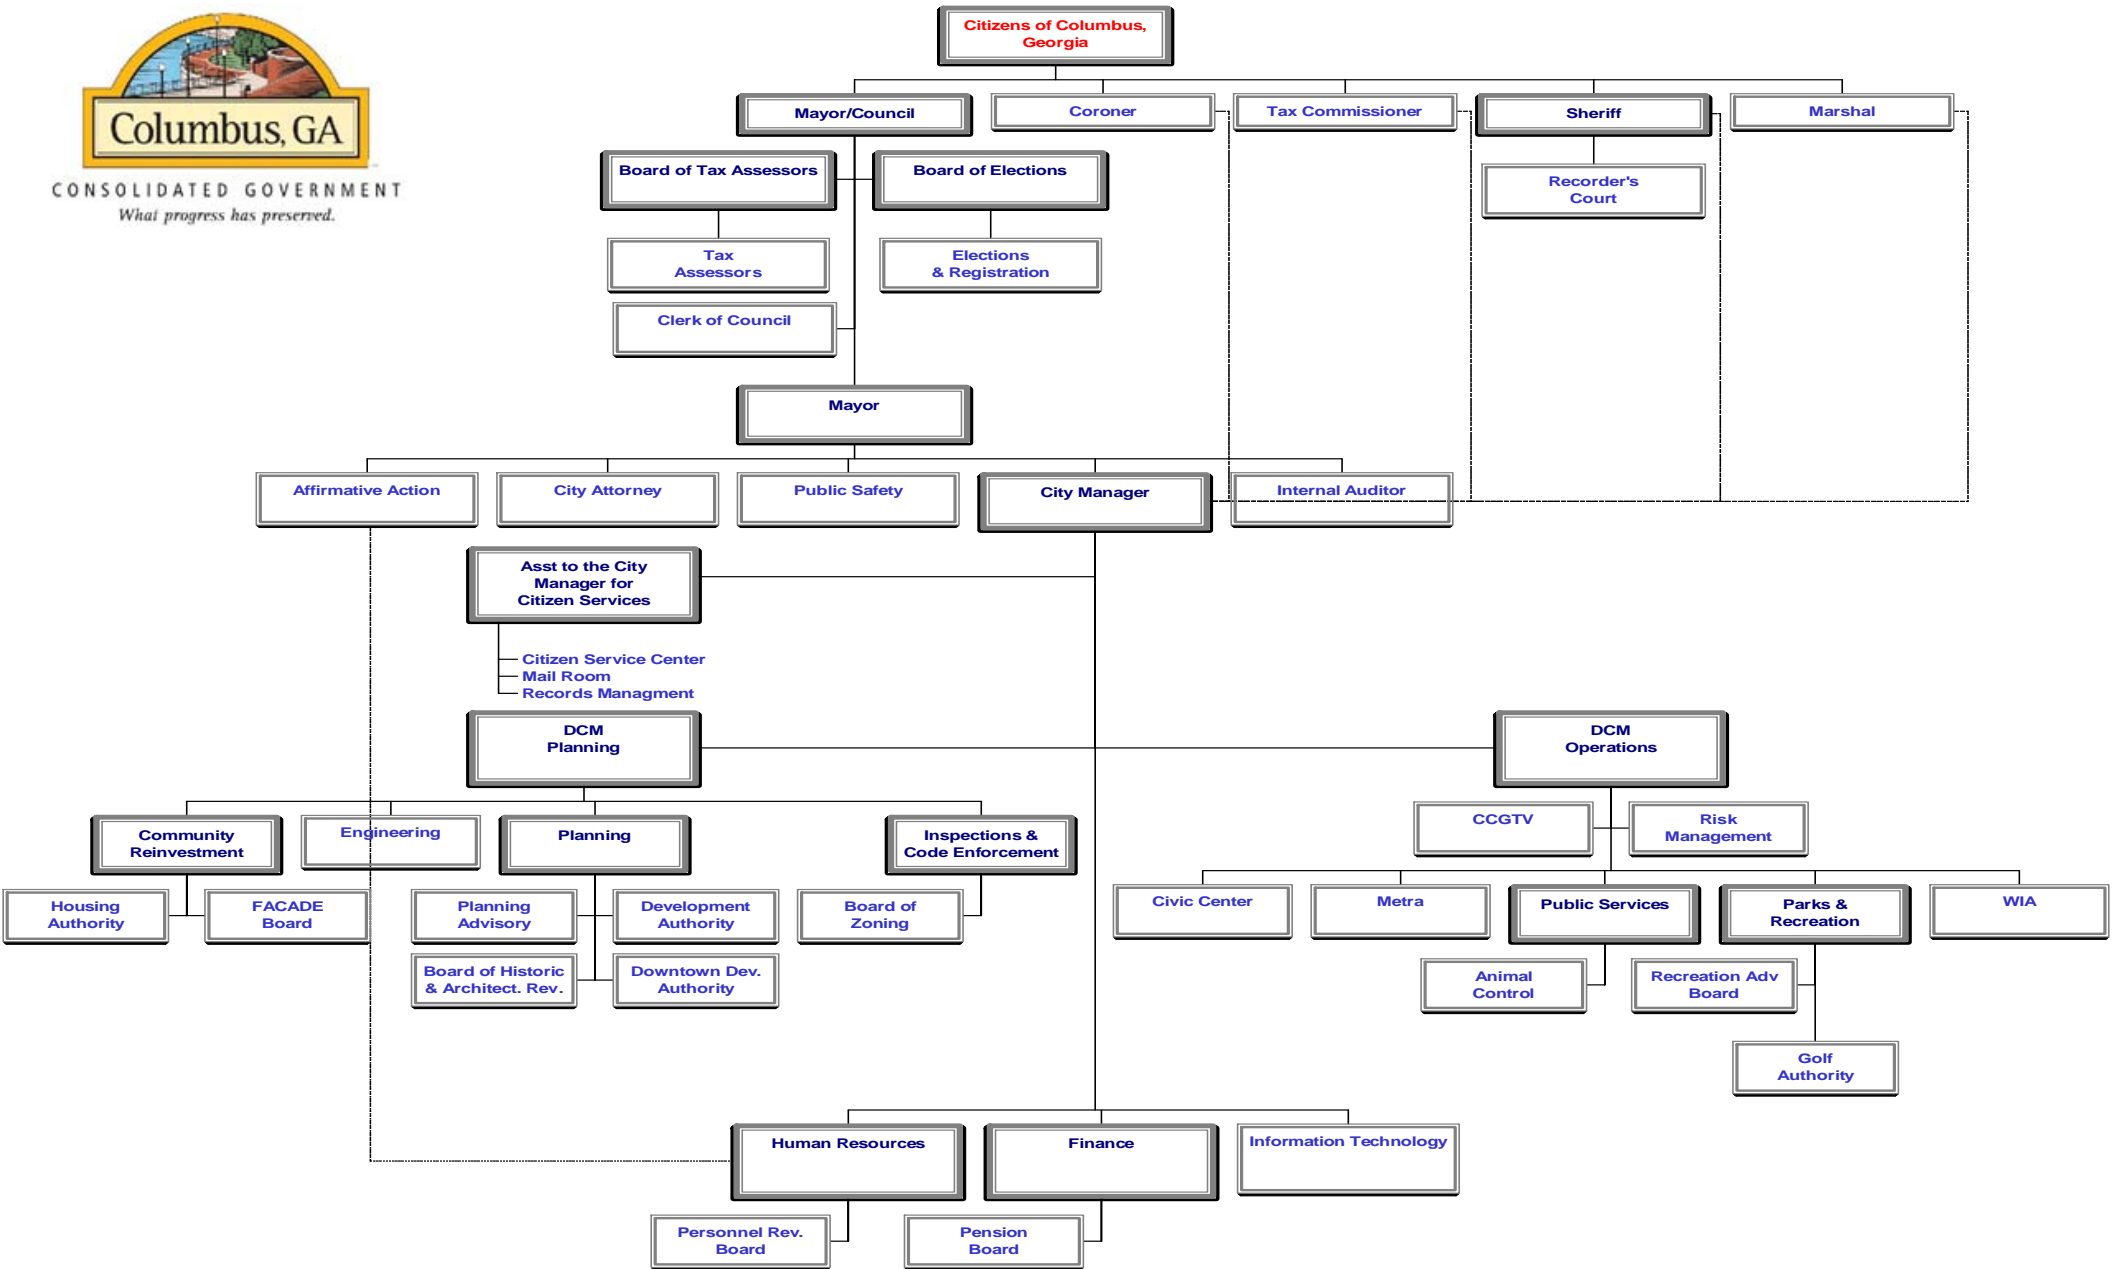 Citizens of Columbus,
Georgia
Columbus, GA
CONSOLIDATED GOVERNMENT
What progress has preserved.
Mayor/Council
Coroner
Tax Commissioner
Sheriff
Marshal
Board of Tax Assessors
Board of Elections
Recorder's
Court
Tax
Assessors
Elections
& Registration
Clerk of Council
Mayor
Affirmative Action
City Attorney
Public Safety
City Manager
Internal Auditor
Asst to the City
Manager for
Citizen Services
Citizen Service Center
Mail Room
Records Managment
DCM
Planning
DCM
Operations
CCGTV
Risk
Management
Community
Reinvestment
Engineering
Planning
Inspections &
Code Enforcement
Housing
Authority
FACADE
Board
Planning
Advisory
Development
Authority
Board of
Zoning
Civic Center
Metra
Public Services
Parks &
Recreation
WIA
Board of Historic
& Architect. Rev.
Downtown Dev.
Authority
Animal
Control
Recreation Adv
Board
Golf
Authority
Human Resources
Finance
Information Technology
Personnel Rev.
Board
Pension
Board